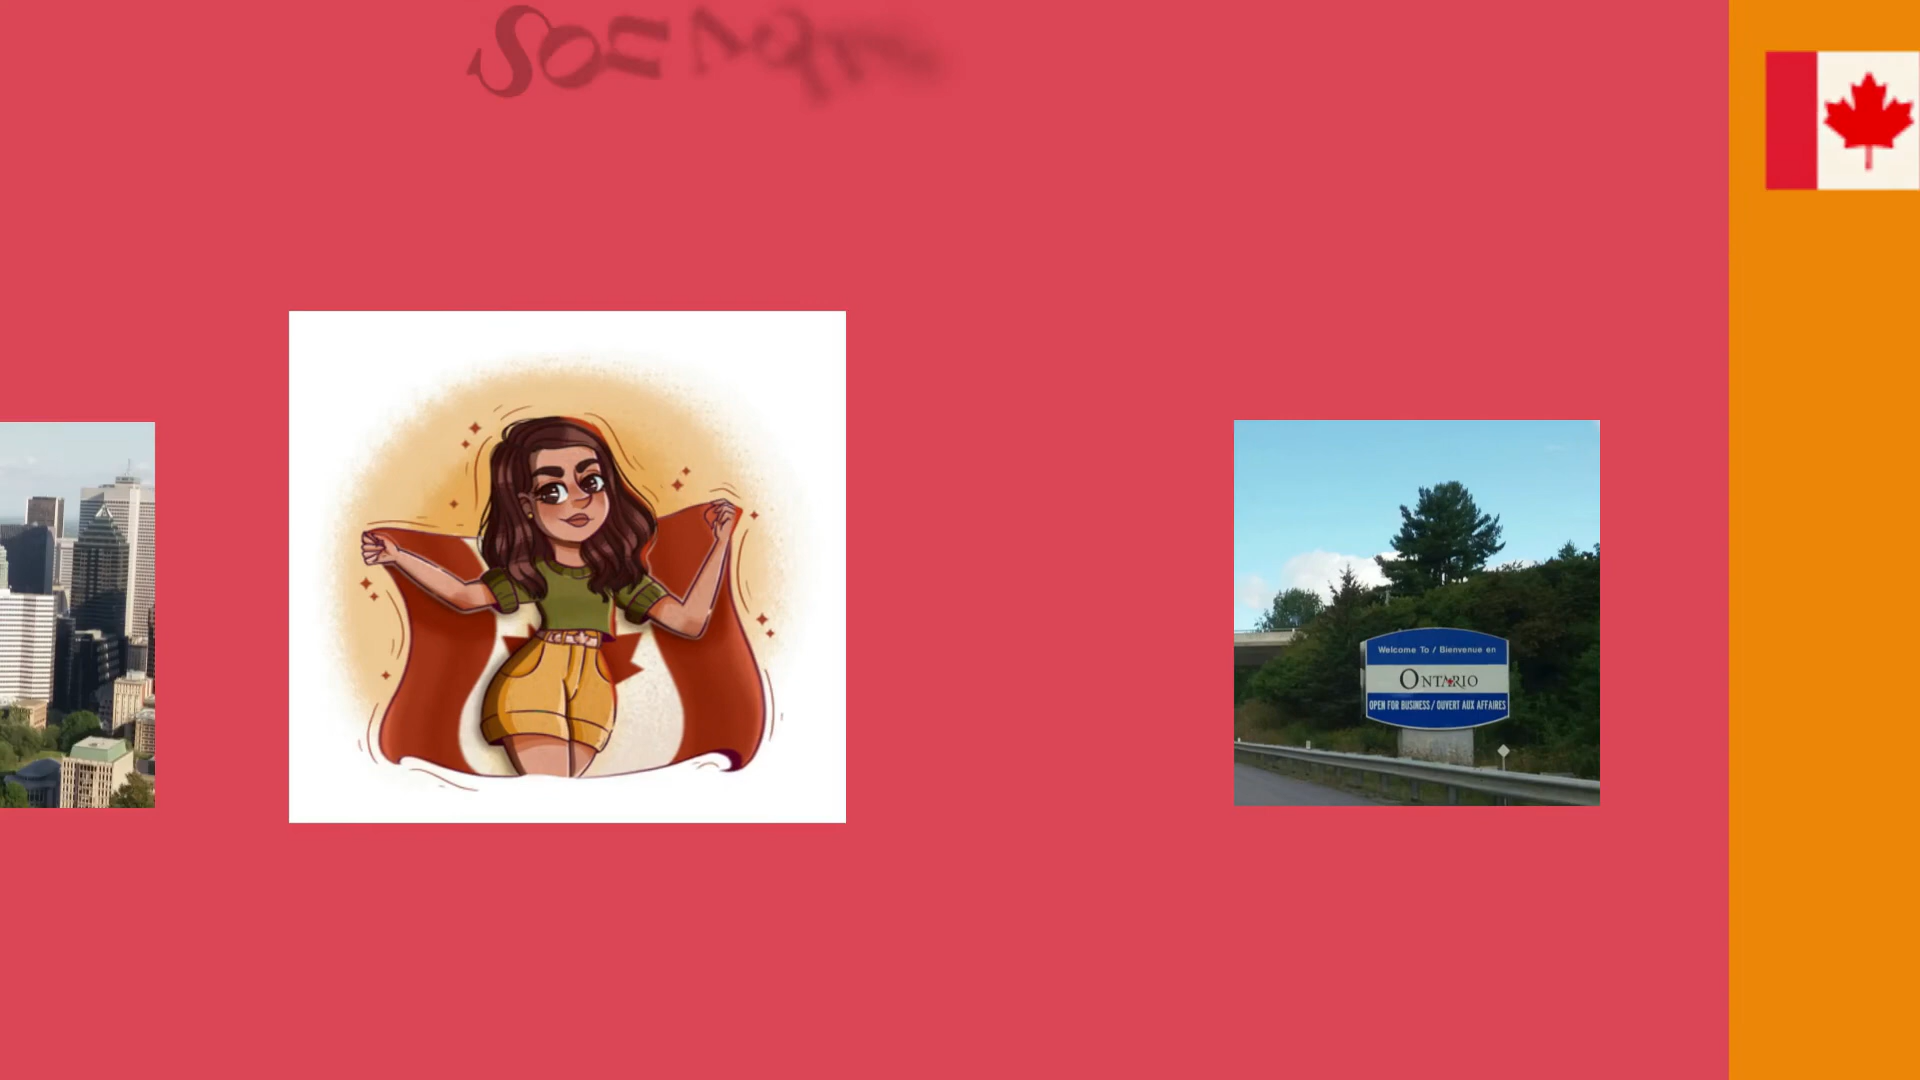 Welcome To / Bienvenue en
ONTARIO
OPEN FOR BUSINESS / OUVERT AUX AFFAIRES